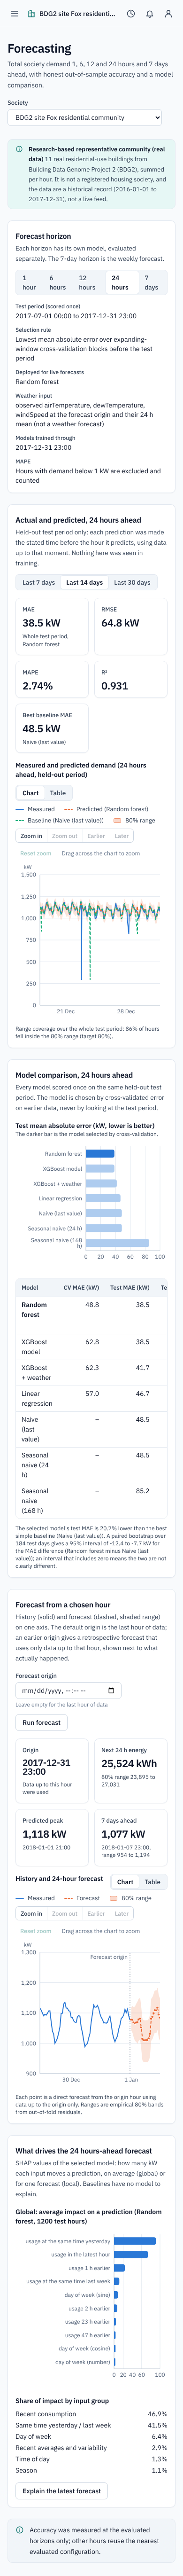 BDG2 site Fox residenti...
Forecasting
Total society demand 1, 6, 12 and 24 hours and 7 days
ahead, with honest out-of-sample accuracy and a model
comparison.
Society
BDG2 site Fox residential community
Research-based representative community (real
data) 11 real residential-use buildings from
Building Data Genome Project 2 (BDG2), summed
per hour. It is not a registered housing society, and
the data are a historical record (2016-01-01 to
2017-12-31), not a live feed.
Forecast horizon
Each horizon has its own model, evaluated
separately. The 7-day horizon is the weekly forecast.
1
hour
6
hours
12
hours
24
hours
7
days
Test period (scored once)
2017-07-01 00:00 to 2017-12-31 23:00
Selection rule
Lowest mean absolute error over expanding-
window cross-validation blocks before the test
period
Deployed for live forecasts
Random forest
Weather input
observed airTemperature, dewTemperature,
windSpeed at the forecast origin and their 24 h
mean (not a weather forecast)
Models trained through
2017-12-31 23:00
MAPE
Hours with demand below 1 kW are excluded and
counted
Actual and predicted, 24 hours ahead
Held-out test period only: each prediction was made
the stated time before the hour it predicts, using data
up to that moment. Nothing here was seen in
training.
Last 7 days
Last 14 days
Last 30 days
MAE
38.5 kW
Whole test period,
Random forest
RMSE
64.8 kW
MAPE
2.74%
R²
0.931
Best baseline MAE
48.5 kW
Naive (last value)
Measured and predicted demand (24 hours
ahead, held-out period)
Chart
Table
Measured
Predicted (Random forest)
Baseline (Naive (last value))
80% range
Zoom in
Zoom out
Earlier
Later
Reset zoom
Drag across the chart to zoom
kW
1,500
1,250
1,000
750
500
250
0
21 Dec
28 Dec
Range coverage over the whole test period: 86% of hours
fell inside the 80% range (target 80%).
Model comparison, 24 hours ahead
Every model scored once on the same held-out test
period. The model is chosen by cross-validated error
on earlier data, never by looking at the test period.
Test mean absolute error (kW, lower is better)
The darker bar is the model selected by cross-validation.
Random forest
XGBoost model
XGBoost + weather
Linear regression
Naive (last value)
Seasonal naive (24 h)
Seasonal naive (168
h)
0 20 40 60 80 100
Model CV MAE (kW) Test MAE (kW) Te
Random
forest 48.8 38.5
XGBoost
model 62.8 38.5
XGBoost
+ weather 62.3 41.7
Linear
regression 57.0 46.7
Naive
(last
value) – 48.5
Seasonal
naive (24
h) – 48.5
Seasonal
naive
(168 h) – 85.2
The selected model's test MAE is 20.7% lower than the best
simple baseline (Naive (last value)). A paired bootstrap over
184 test days gives a 95% interval of -12.4 to -7.7 kW for
the MAE difference (Random forest minus Naive (last
value)); an interval that includes zero means the two are not
clearly different.
Forecast from a chosen hour
History (solid) and forecast (dashed, shaded range)
on one axis. The default origin is the last hour of data;
an earlier origin gives a retrospective forecast that
uses only data up to that hour, shown next to what
actually happened.
Forecast origin
mm/dd/yyyy, --:-- --
Leave empty for the last hour of data
Run forecast
Origin
2017-12-31
23:00
Data up to this hour
were used
Next 24 h energy
25,524 kWh
80% range 23,895 to
27,031
Predicted peak
1,118 kW
2018-01-01 21:00
7 days ahead
1,077 kW
2018-01-07 23:00,
range 954 to 1,194
History and 24-hour forecast
Chart
Table
Measured
Forecast
80% range
Zoom in
Zoom out
Earlier
Later
Reset zoom
Drag across the chart to zoom
kW
1,300
Forecast origin
1,200
1,100
1,000
900
30 Dec
1 Jan
Each point is a direct forecast from the origin hour using
data up to the origin only. Ranges are empirical 80% bands
from out-of-fold residuals.
What drives the 24 hours-ahead forecast
SHAP values of the selected model: how many kW
each input moves a prediction, on average (global) or
for one forecast (local). Baselines have no model to
explain.
Global: average impact on a prediction (Random
forest, 1200 test hours)
usage at the same time yesterday
usage in the latest hour
usage 1 h earlier
usage at the same time last week
day of week (sine)
usage 2 h earlier
usage 23 h earlier
usage 47 h earlier
day of week (cosine)
day of week (number)
0 20 40 60 100
Share of impact by input group
Recent consumption 46.9%
Same time yesterday / last week 41.5%
Day of week 6.4%
Recent averages and variability 2.9%
Time of day 1.3%
Season 1.1%
Explain the latest forecast
Accuracy was measured at the evaluated
horizons only; other hours reuse the nearest
evaluated configuration.